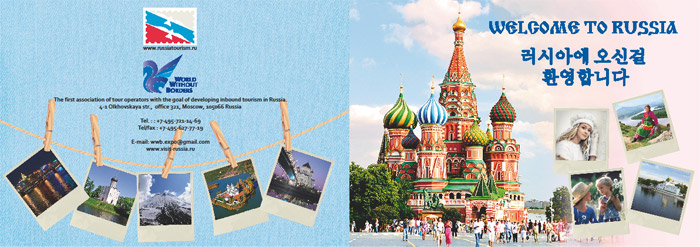 www.russiatourism.ru
WORLD
WITHOUT
BORDERS
The first association of tour operators with the goal of developing inbound tourism in Russia.
4-1 Olkhovskaya str., office 322, Moscow, 105066 Russia
Tel. : : +7-495-721-14-69
Tel/fax : +7-495-627-77-19
E-mail: wwb.expo@gmail.com
www.visit-russia.ru
WELCOME TO RUSSIA
러시아에 오신걸
환영합니다